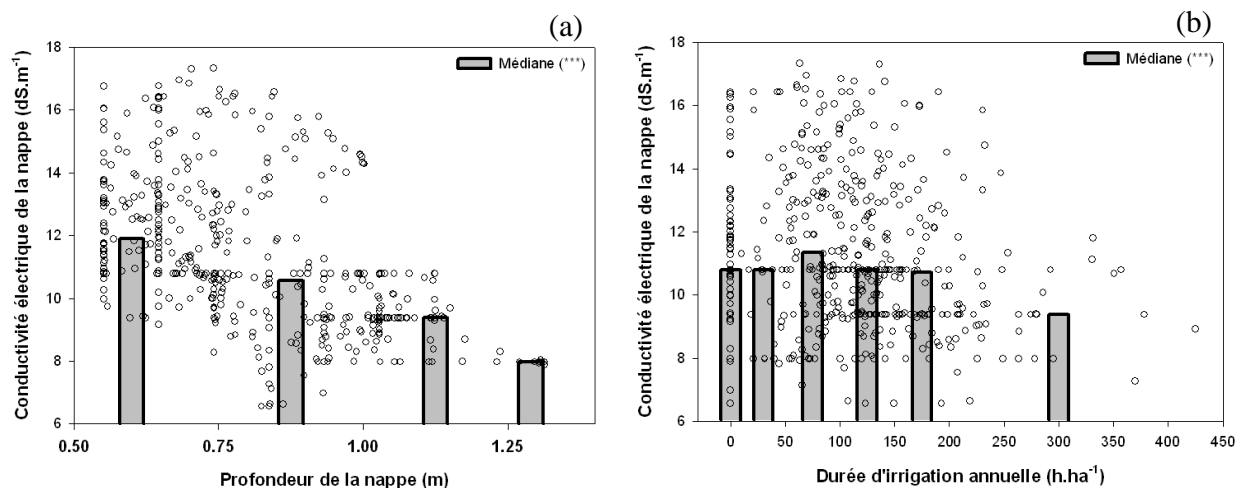 (a)
Conductivité électrique de la nappe (dS.m-1)
18
16
14
12
10
8
6
Médiane (***)
0.50 0.75 1.00 1.25
Profondeur de la nappe (m)
(b)
Conductivité électrique de la nappe (dS.m-1)
18
16
14
12
10
8
6
Médiane (***)
0 50 100 150 200 250 300 350 400 450
Durée d'irrigation annuelle (h.ha-1)